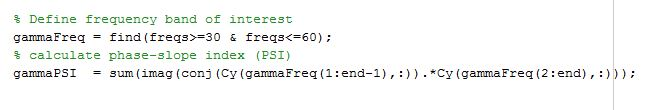 % Define frequency band of interest
gammaFreq = find(freqs>=30 & freqs<=60);
% calculate phase-slope index (PSI)
gammaPSI  = sum(imag(conj(Cy(gammaFreq(1:end-1),:)).*Cy(gammaFreq(2:end),:)));